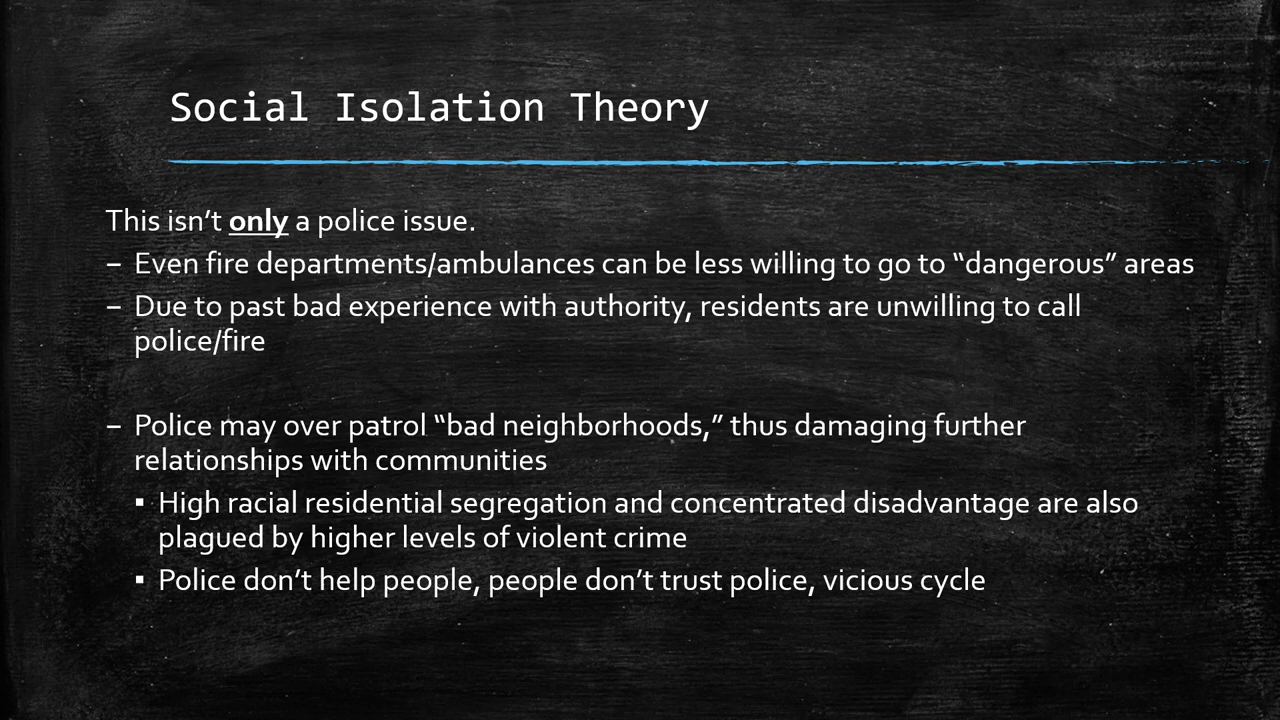 Social Isolation Theory
This isn’t only a police issue.
– Even fire departments/ambulances can be less willing to go to “dangerous” areas
– Due to past bad experience with authority, residents are unwilling to call
police/fire
– Police may over patrol “bad neighborhoods,” thus damaging further
relationships with communities
▪ High racial residential segregation and concentrated disadvantage are also
plagued by higher levels of violent crime
▪ Police don’t help people, people don’t trust police, vicious cycle